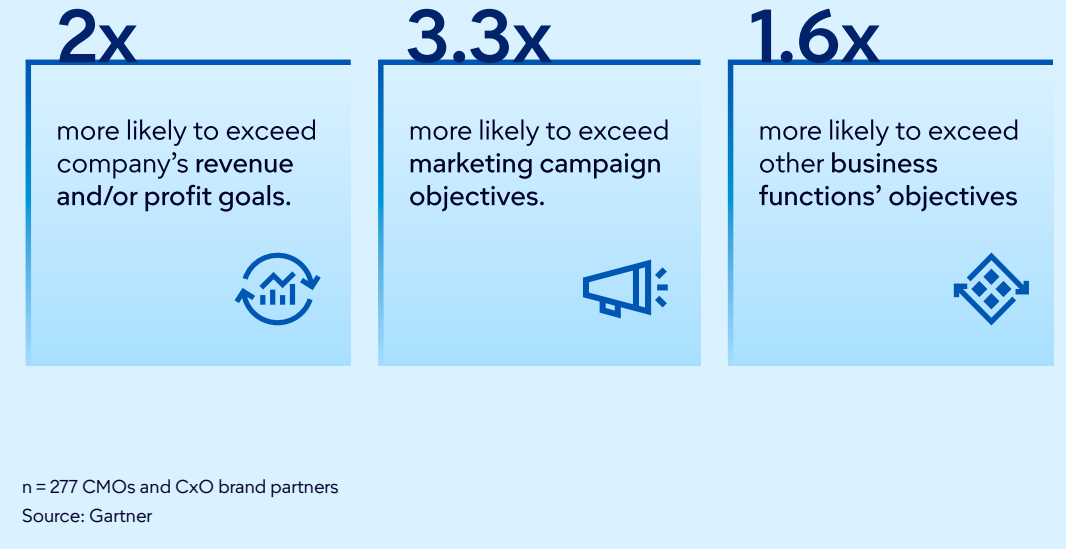 2x
more likely to exceed
company’s revenue
and/or profit goals.
3.3x
more likely to exceed
marketing campaign
objectives.
1.6x
more likely to exceed
other business
functions’ objectives
n = 277 CMOs and CxO brand partners
Source: Gartner